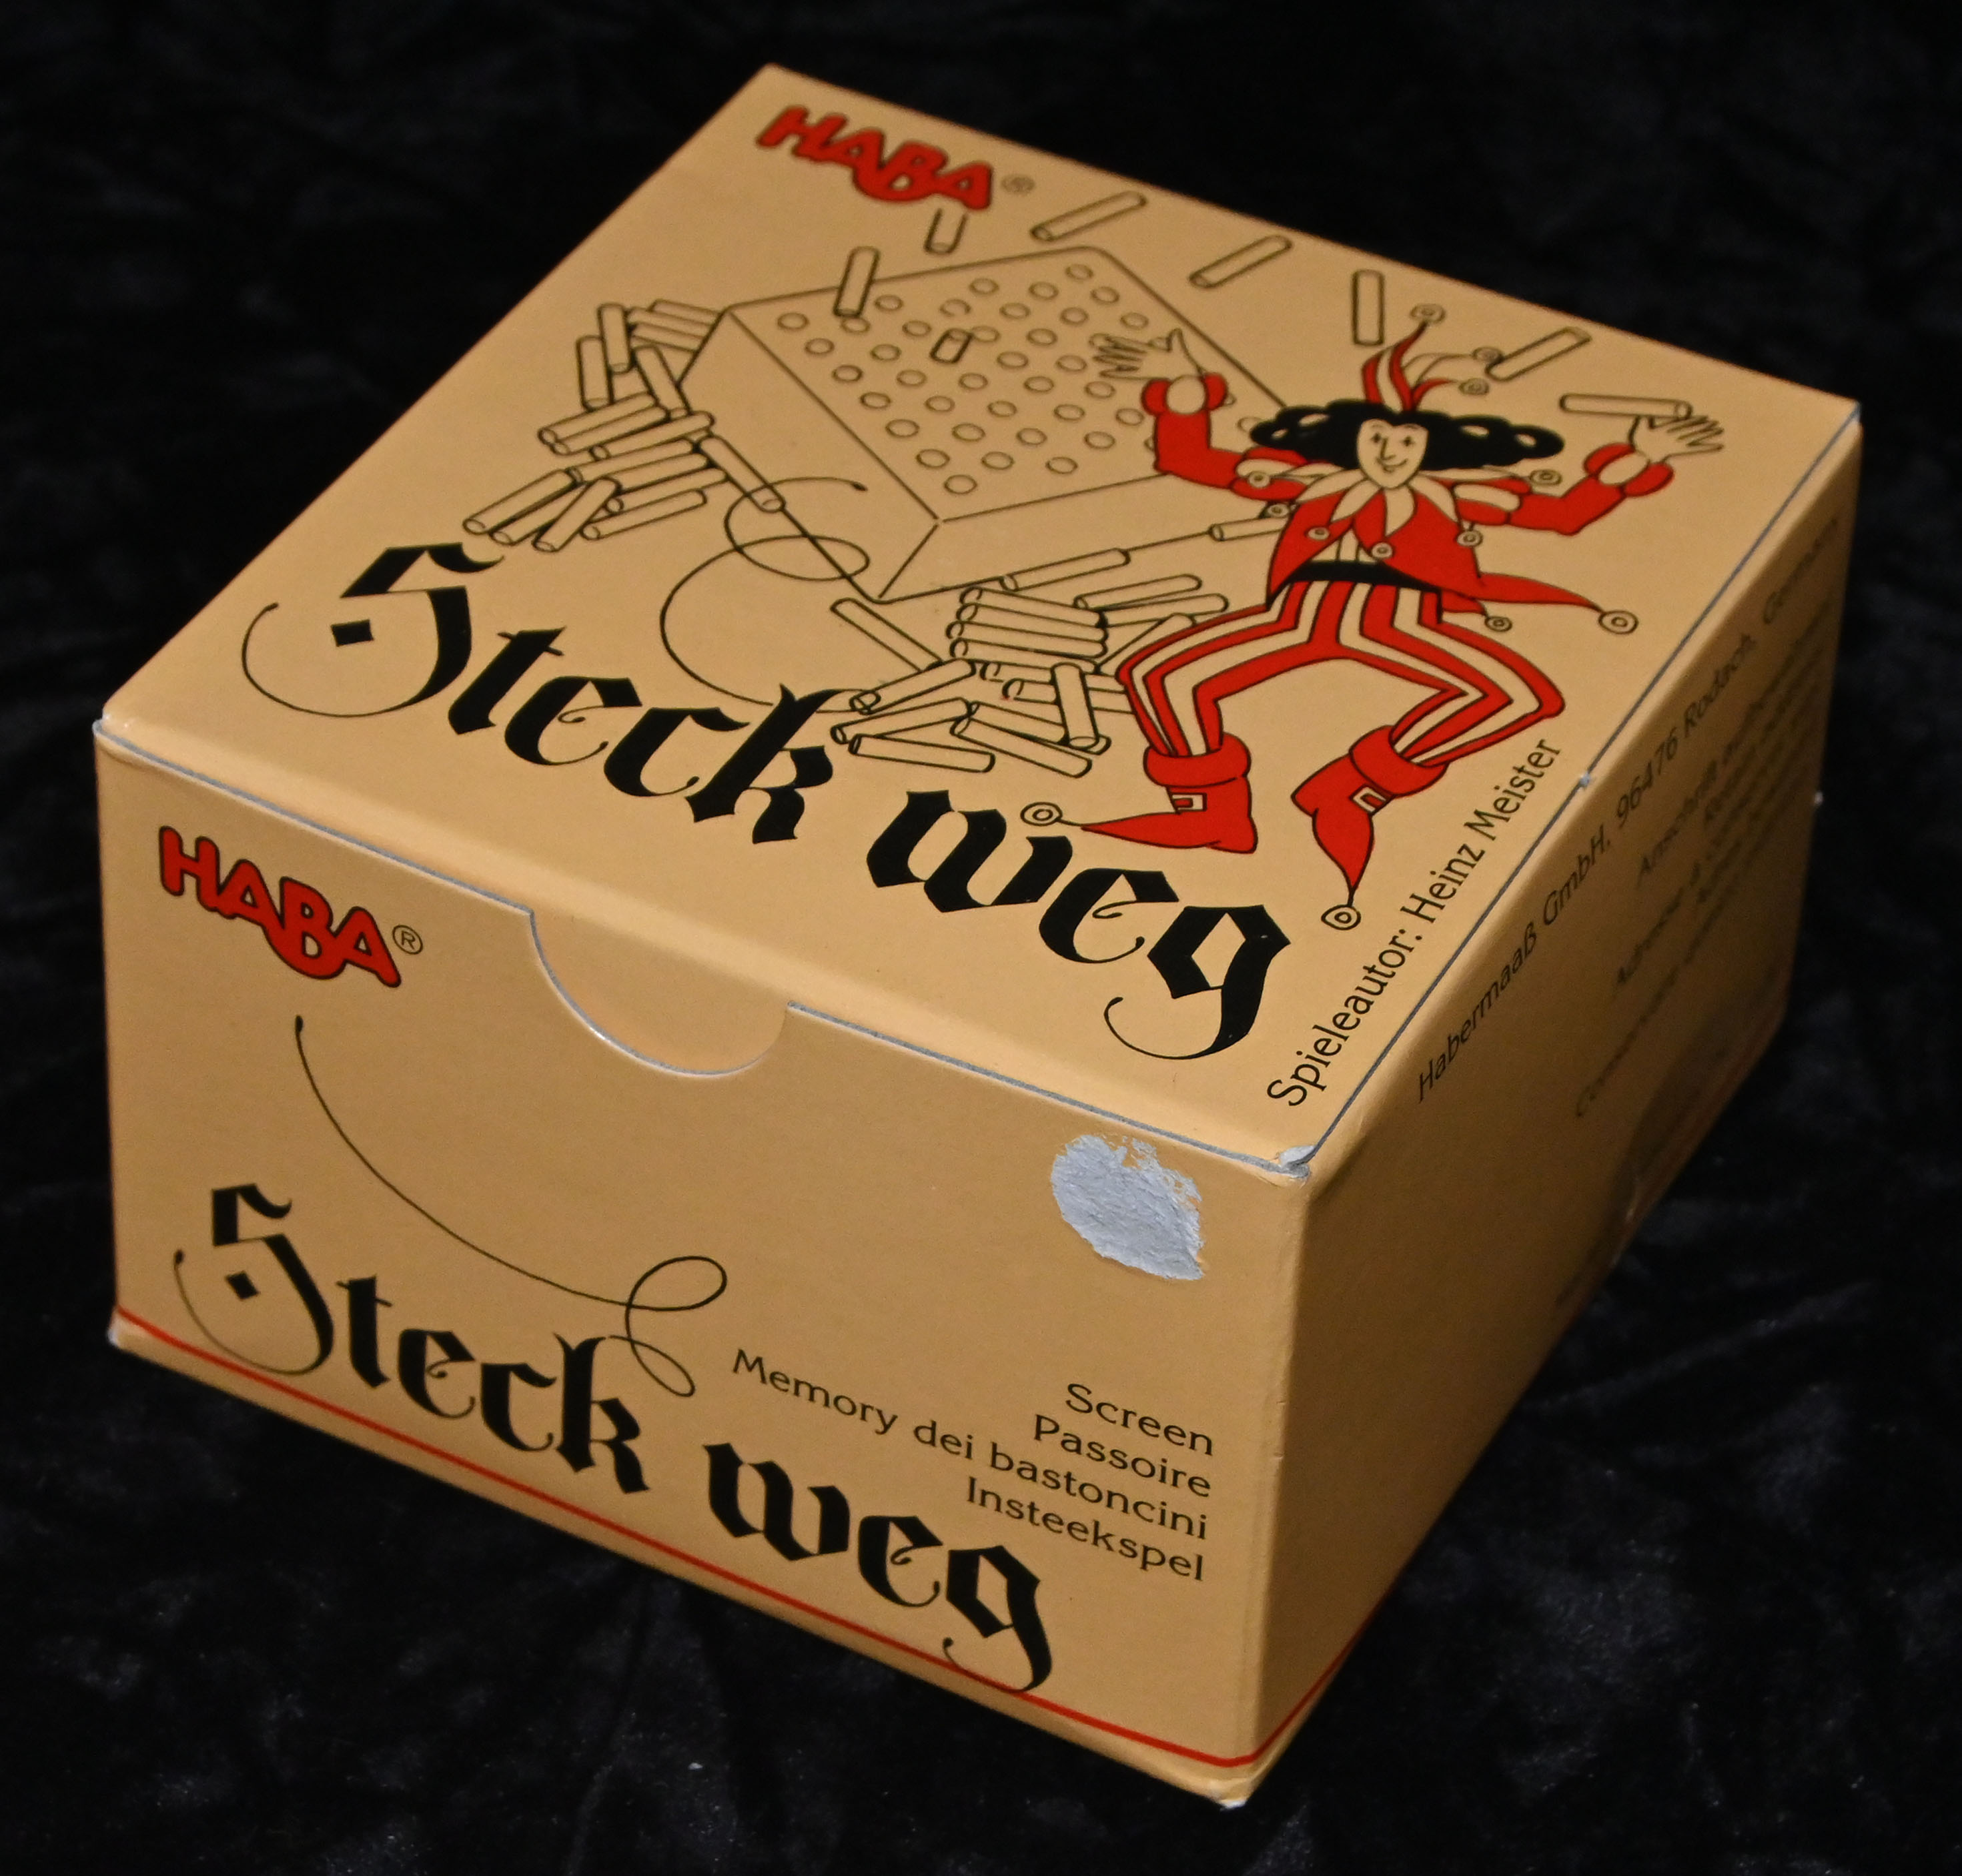 HABA®
Steck weg
Spieleautor: Heinz Meister
HABA®
Steck weg
Screen
Passoire
Memory dei bastoncini
Insteekspel
Habermaaß GmbH, 96476 Rodach, Germany